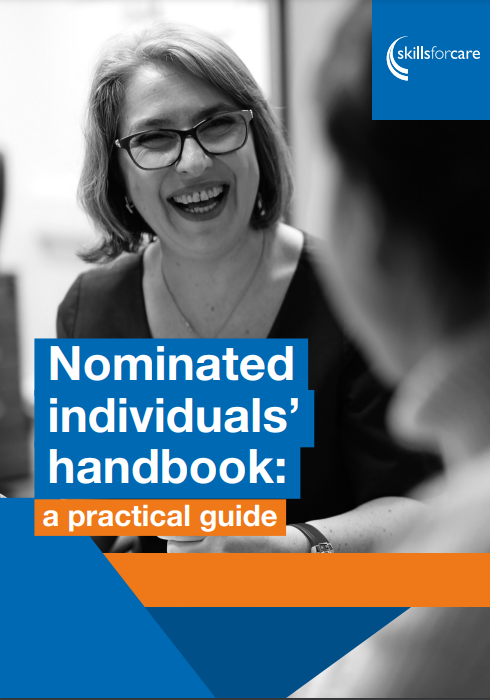 skillsforcare
Nominated
individuals’
handbook:
a practical guide